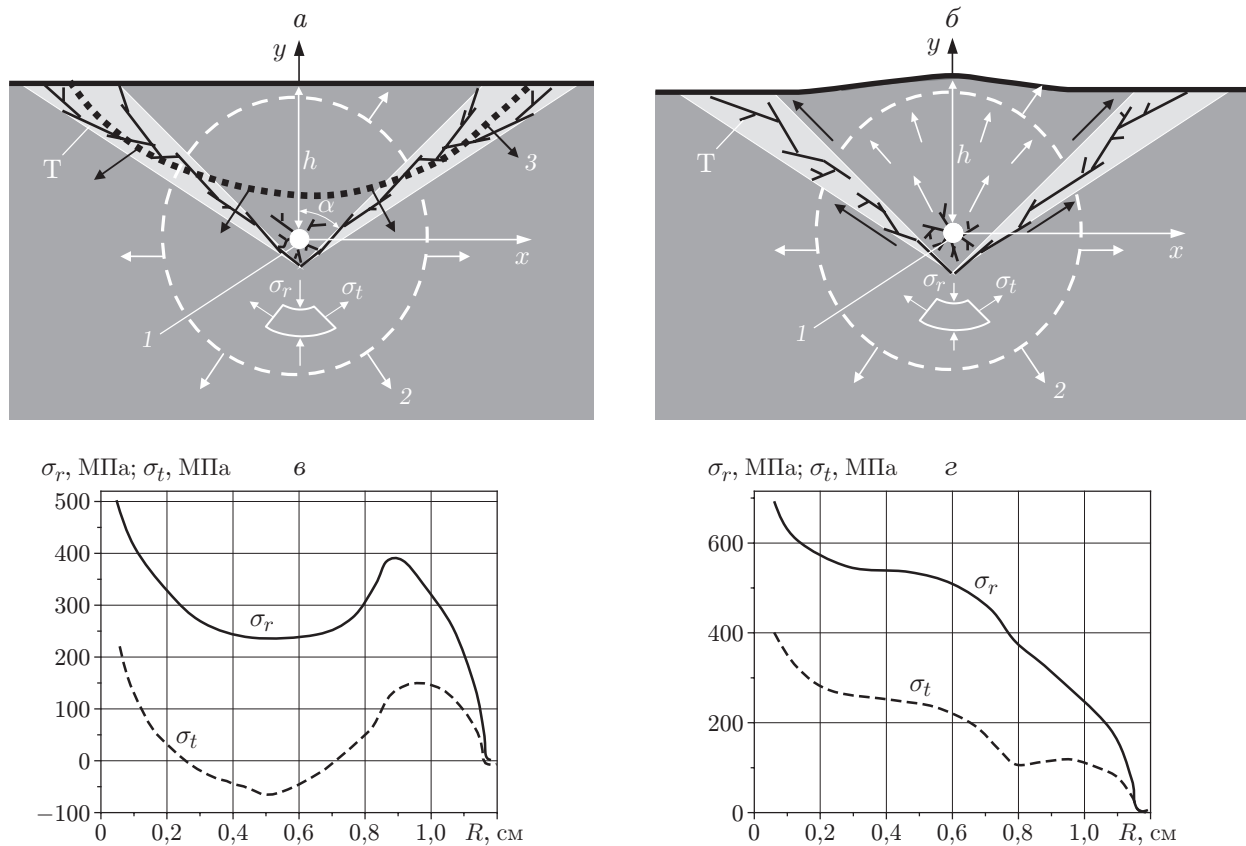 а
y
h
α
T
3
x
σr
σt
1
2
б
y
h
T
x
σr
σt
1
2
σr, МПа; σt, МПа
в
500
400
300
200
100
0
−100
σr
σt
0
0,2
0,4
0,6
0,8
1,0
R, см
σr, МПа; σt, МПа
г
600
400
200
0
σr
σt
0
0,2
0,4
0,6
0,8
1,0
R, см